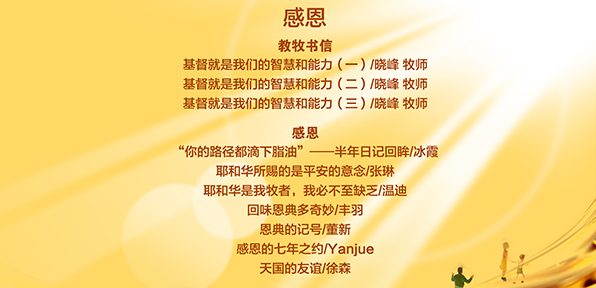 感恩
教牧书信
基督就是我们的智慧和能力（一）/晓峰 牧师
基督就是我们的智慧和能力（二）/晓峰 牧师
基督就是我们的智慧和能力（三）/晓峰 牧师
感恩
“你的路径都滴下脂油”——半年日记回眸/冰霞
耶和华所赐的是平安的意念/张琳
耶和华是我牧者，我必不至缺乏/温迪
回味恩典多奇妙/丰羽
恩典的记号/董新
感恩的七年之约/Yanjue
天国的友谊/徐森